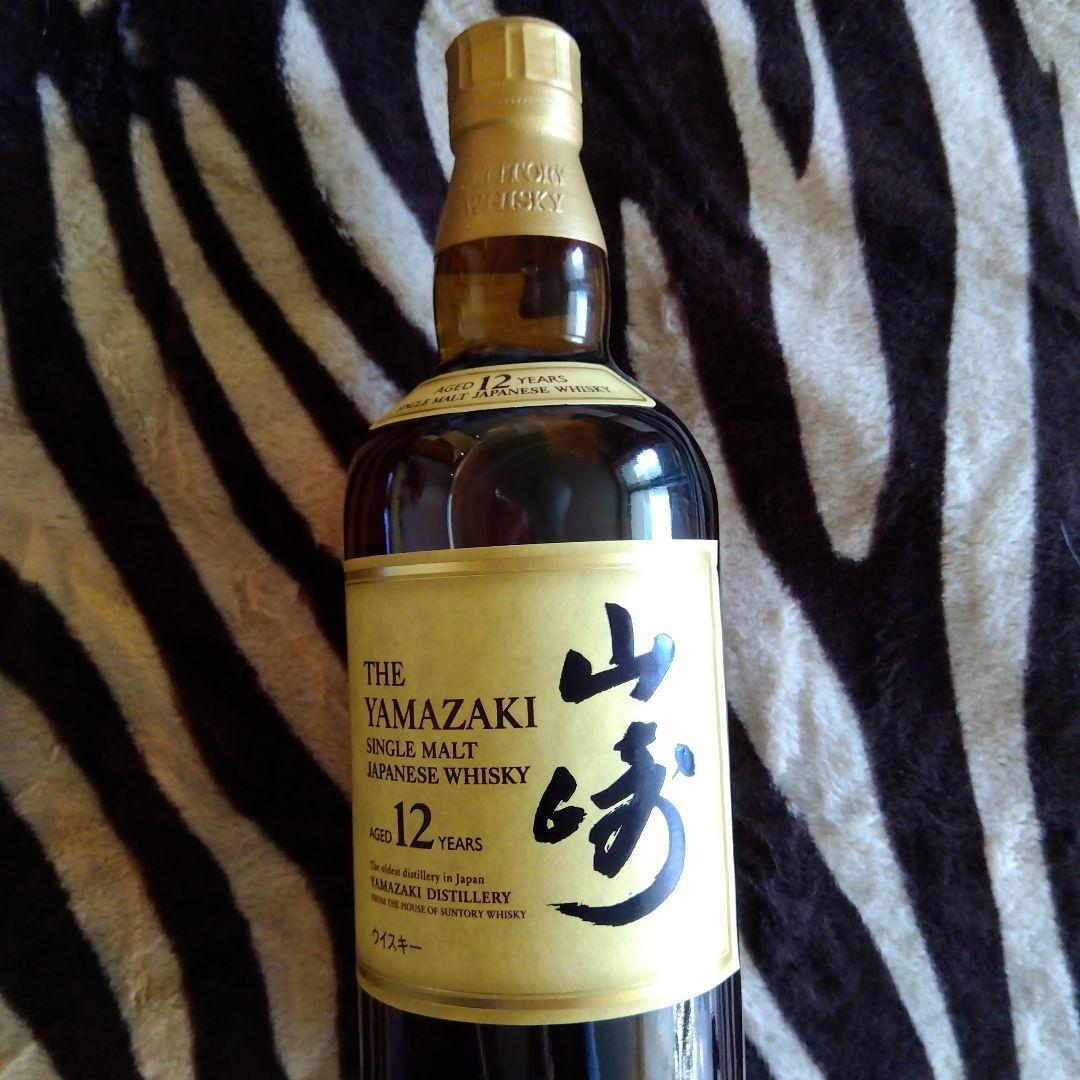 SUNTORY
WHISKY
AGED 12 YEARS
SINGLE MALT JAPANESE WHISKY
THE
YAMAZAKI
SINGLE MALT
JAPANESE WHISKY
AGED 12 YEARS
The oldest distillery in Japan
YAMAZAKI DISTILLERY
FROM THE HOUSE OF SUNTORY WHISKY
ウイスキー
山崎